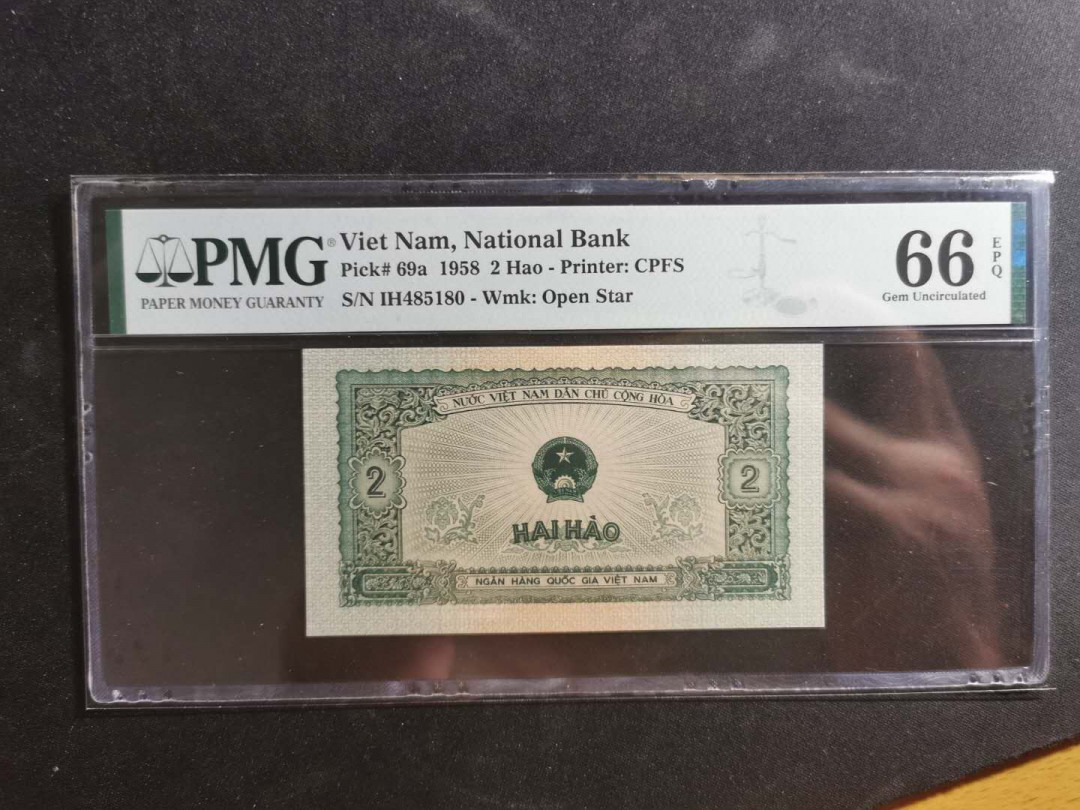 PMG®
PAPER MONEY GUARANTY
Viet Nam, National Bank
Pick# 69a 1958 2 Hao - Printer: CPFS
S/N IH485180 - Wmk: Open Star
66
EPQ
Gem Uncirculated
NƯỚC VIỆT NAM DÂN CHỦ CỘNG HÒA
2
2
HAI HÀO
NGÂN HÀNG QUỐC GIA VIỆT NAM